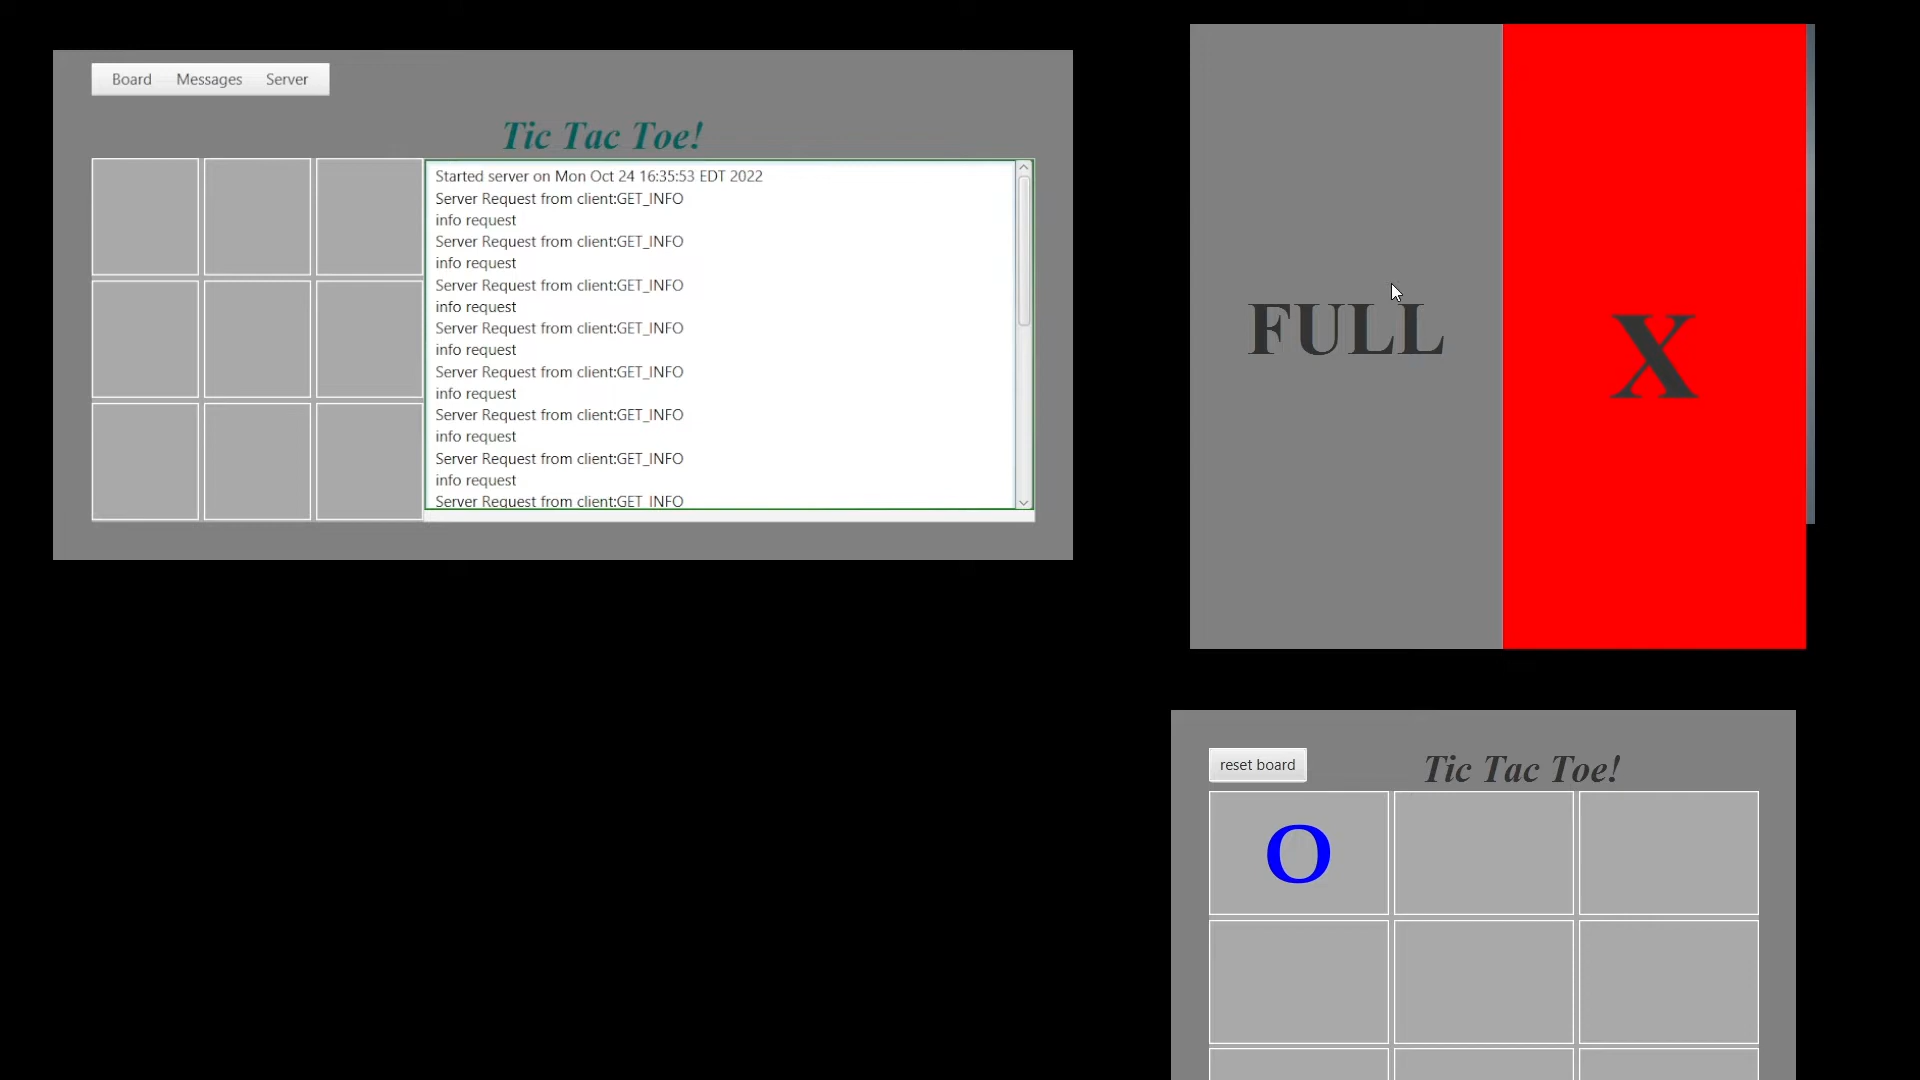 Board Messages Server
Tic Tac Toe!
Started server on Mon Oct 24 16:35:53 EDT 2022
Server Request from client:GET_INFO
info request
Server Request from client:GET_INFO
info request
Server Request from client:GET_INFO
info request
Server Request from client:GET_INFO
info request
Server Request from client:GET_INFO
info request
Server Request from client:GET_INFO
info request
Server Request from client:GET_INFO
info request
Server Request from client:GET_INFO
FULL
X
reset board
Tic Tac Toe!
O